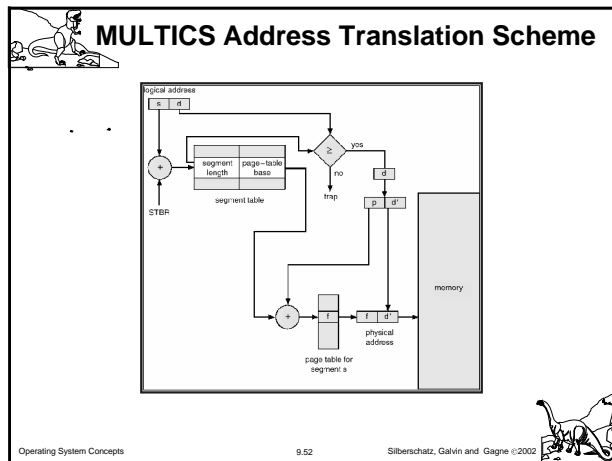 MULTICS Address Translation Scheme
logical address
s d
≥
yes
no
trap
d
p d'
+
STBR
segment length
page-table base
segment table
memory
+
f
f d'
physical address
page table for segment s
Operating System Concepts
9.52
Silberschatz, Galvin and Gagne ©2002